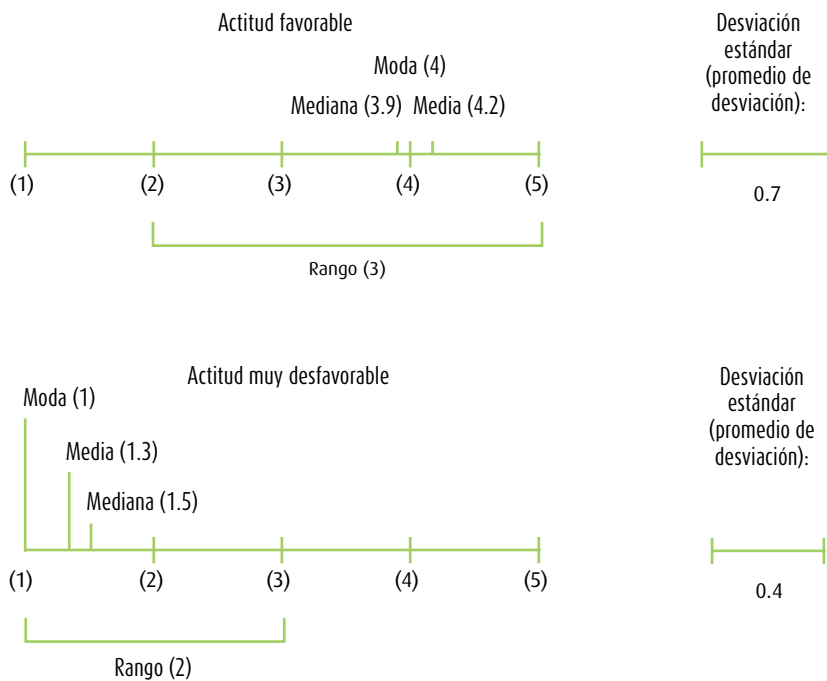 Actitud favorable
Moda (4)
Mediana (3.9) Media (4.2)
(1) (2) (3) (4) (5)
Rango (3)
Desviación
estándar
(promedio de
desviación):
0.7
Actitud muy desfavorable
Moda (1)
Media (1.3)
Mediana (1.5)
(1) (2) (3) (4) (5)
Rango (2)
Desviación
estándar
(promedio de
desviación):
0.4